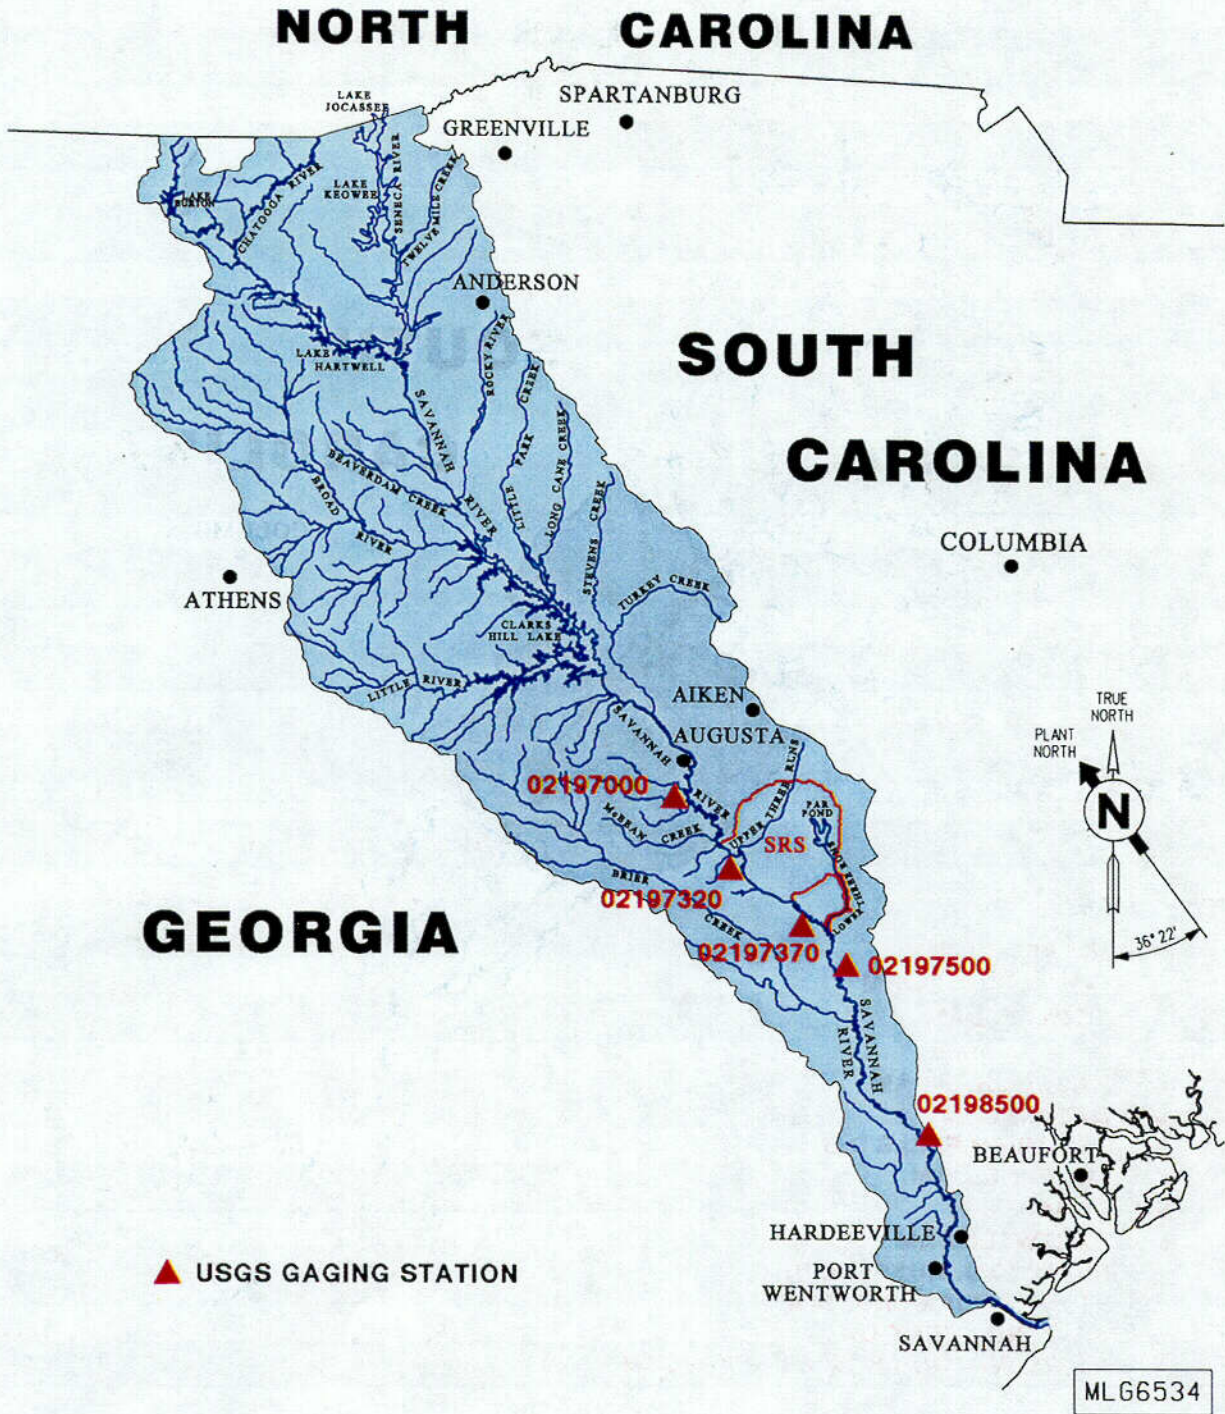 NORTH CAROLINA
LAKE
JOCASSEE
SPARTANBURG
GREENVILLE
LAKE
BURTON
CHATOOGA RIVER
LAKE
KEOWEE
SENECA RIVER
TWELVE MILE CREEK
ANDERSON
LAKE
HARTWELL
SAVANNAH
RIVER
ROCKY RIVER
LITTLE PARK CREEK
LONG CANE CREEK
STEVENS CREEK
TURKEY CREEK
SOUTH
CAROLINA
COLUMBIA
BEAVERDAM CREEK
BROAD
RIVER
ATHENS
CLARKS
HILL LAKE
LITTLE RIVER
SAVANNAH
RIVER
AIKEN
AUGUSTA
02197000
McBEAN CREEK
UPPER THREE RUNS
PAR
POND
SRS
LOWER THREE RUNS
BRIER
CREEK
02197320
02197370
02197500
GEORGIA
SAVANNAH
RIVER
02198500
BEAUFORT
HARDEEVILLE
PORT
WENTWORTH
SAVANNAH
TRUE
NORTH
PLANT
NORTH
N
36° 22'
USGS GAGING STATION
MLG6534